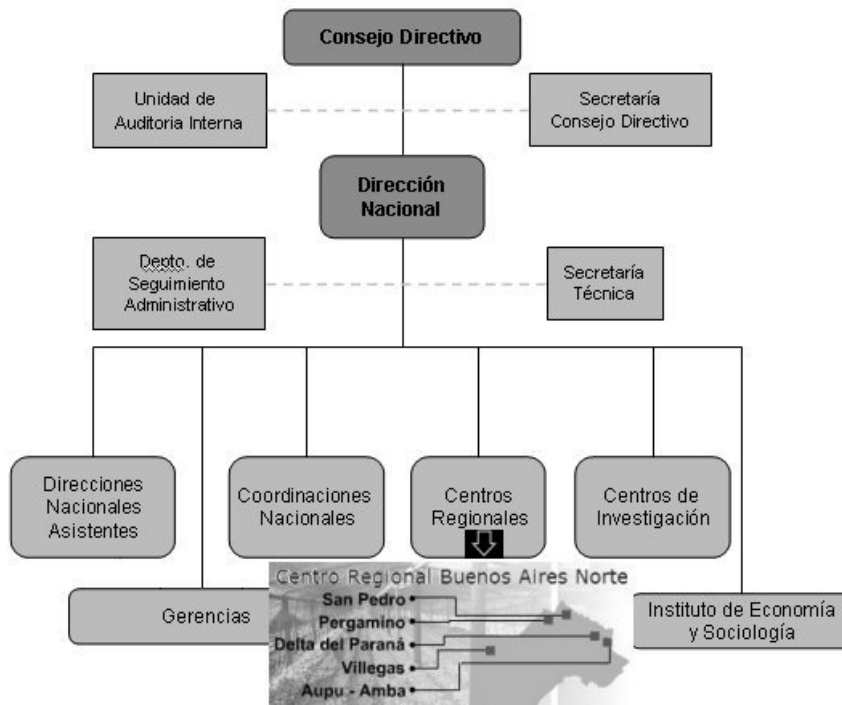 Consejo Directivo
Unidad de
Auditoria Interna
Secretaría
Consejo Directivo
Dirección
Nacional
Depto. de
Seguimiento
Administrativo
Secretaría
Técnica
Direcciones
Nacionales
Asistentes
Coordinaciones
Nacionales
Centros
Regionales
Centros de
Investigación
Gerencias
Centro Regional Buenos Aires Norte
San Pedro
Pergamino
Delta del Paraná
Villegas
Aupu - Amba
Instituto de Economía
y Sociología